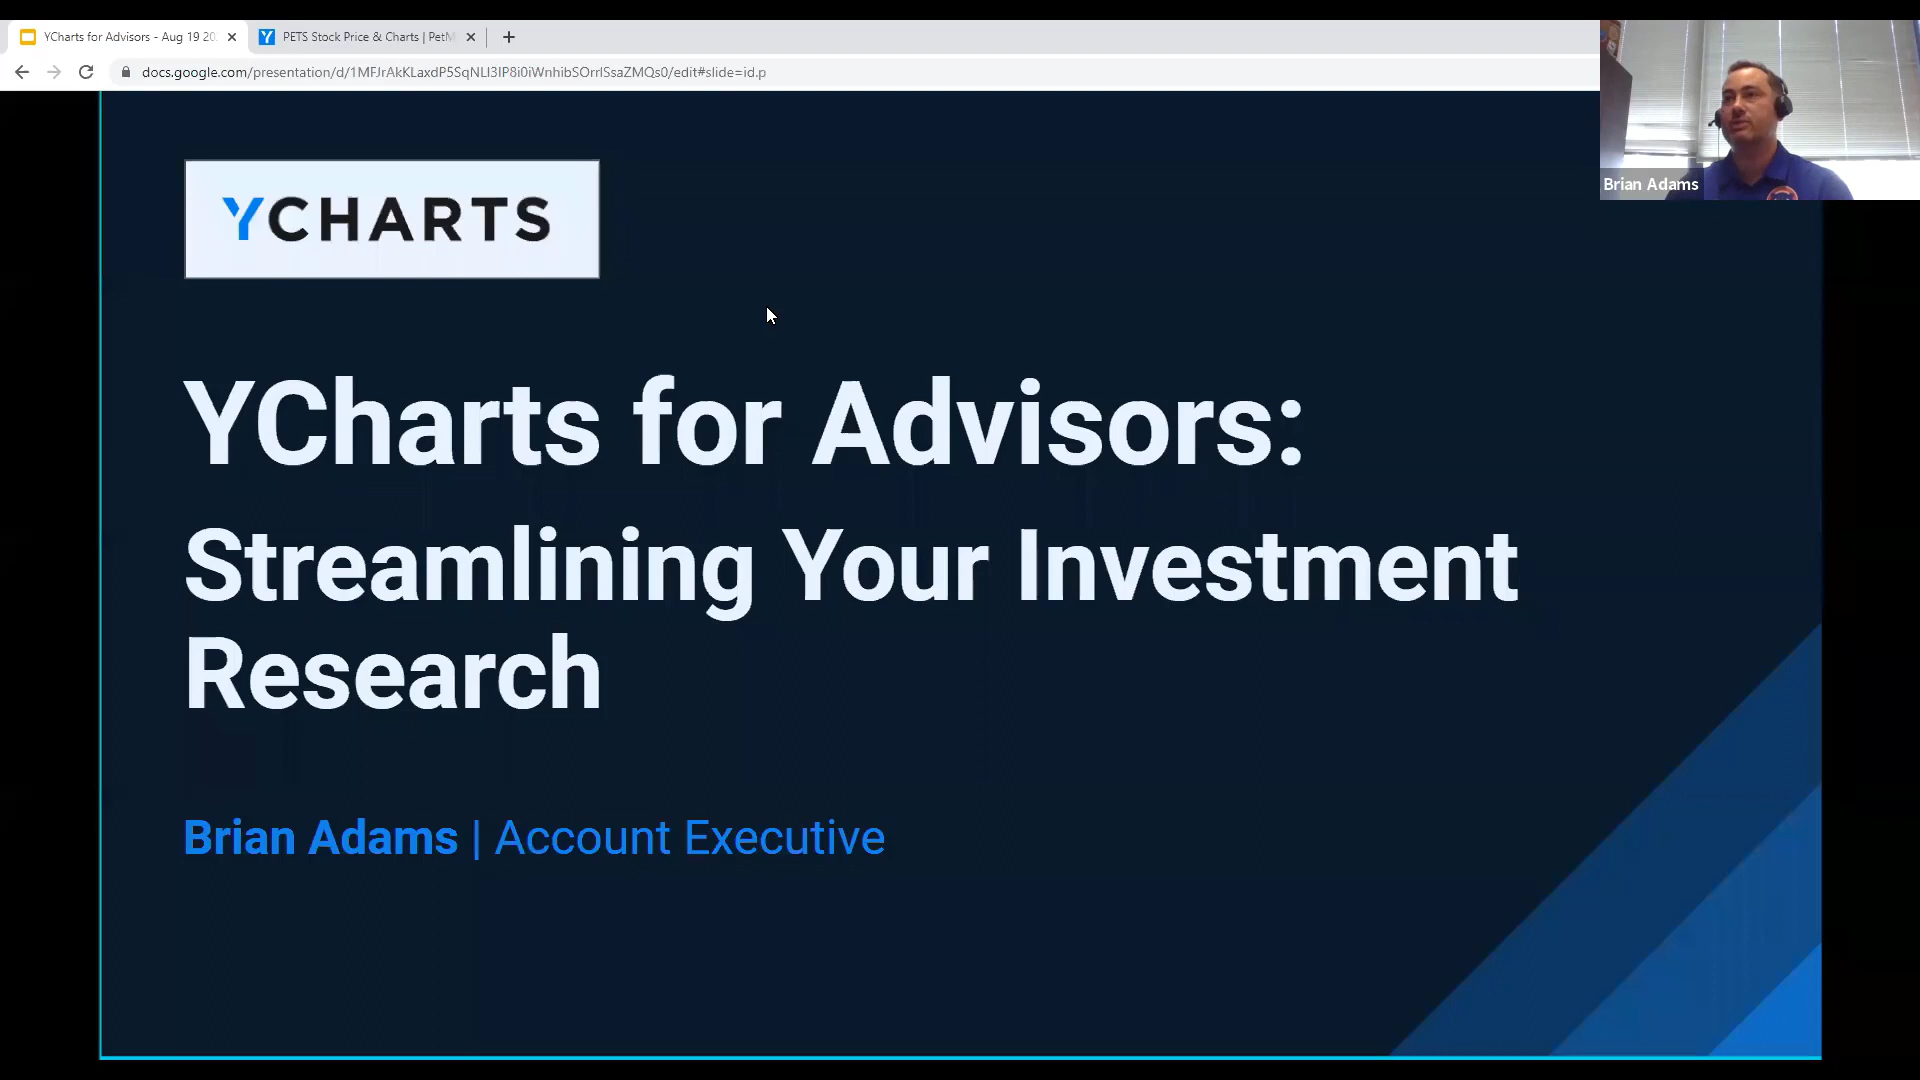 YCharts for Advisors - Aug 19 20
PETS Stock Price & Charts | PetM
docs.google.com/presentation/d/1MFJrAkKLaxdP5SqNLI3IP8i0iWnhibSOrrISsaZMQs0/edit#slide=id.p
Brian Adams
YCHARTS
YCharts for Advisors:
Streamlining Your Investment
Research
Brian Adams | Account Executive